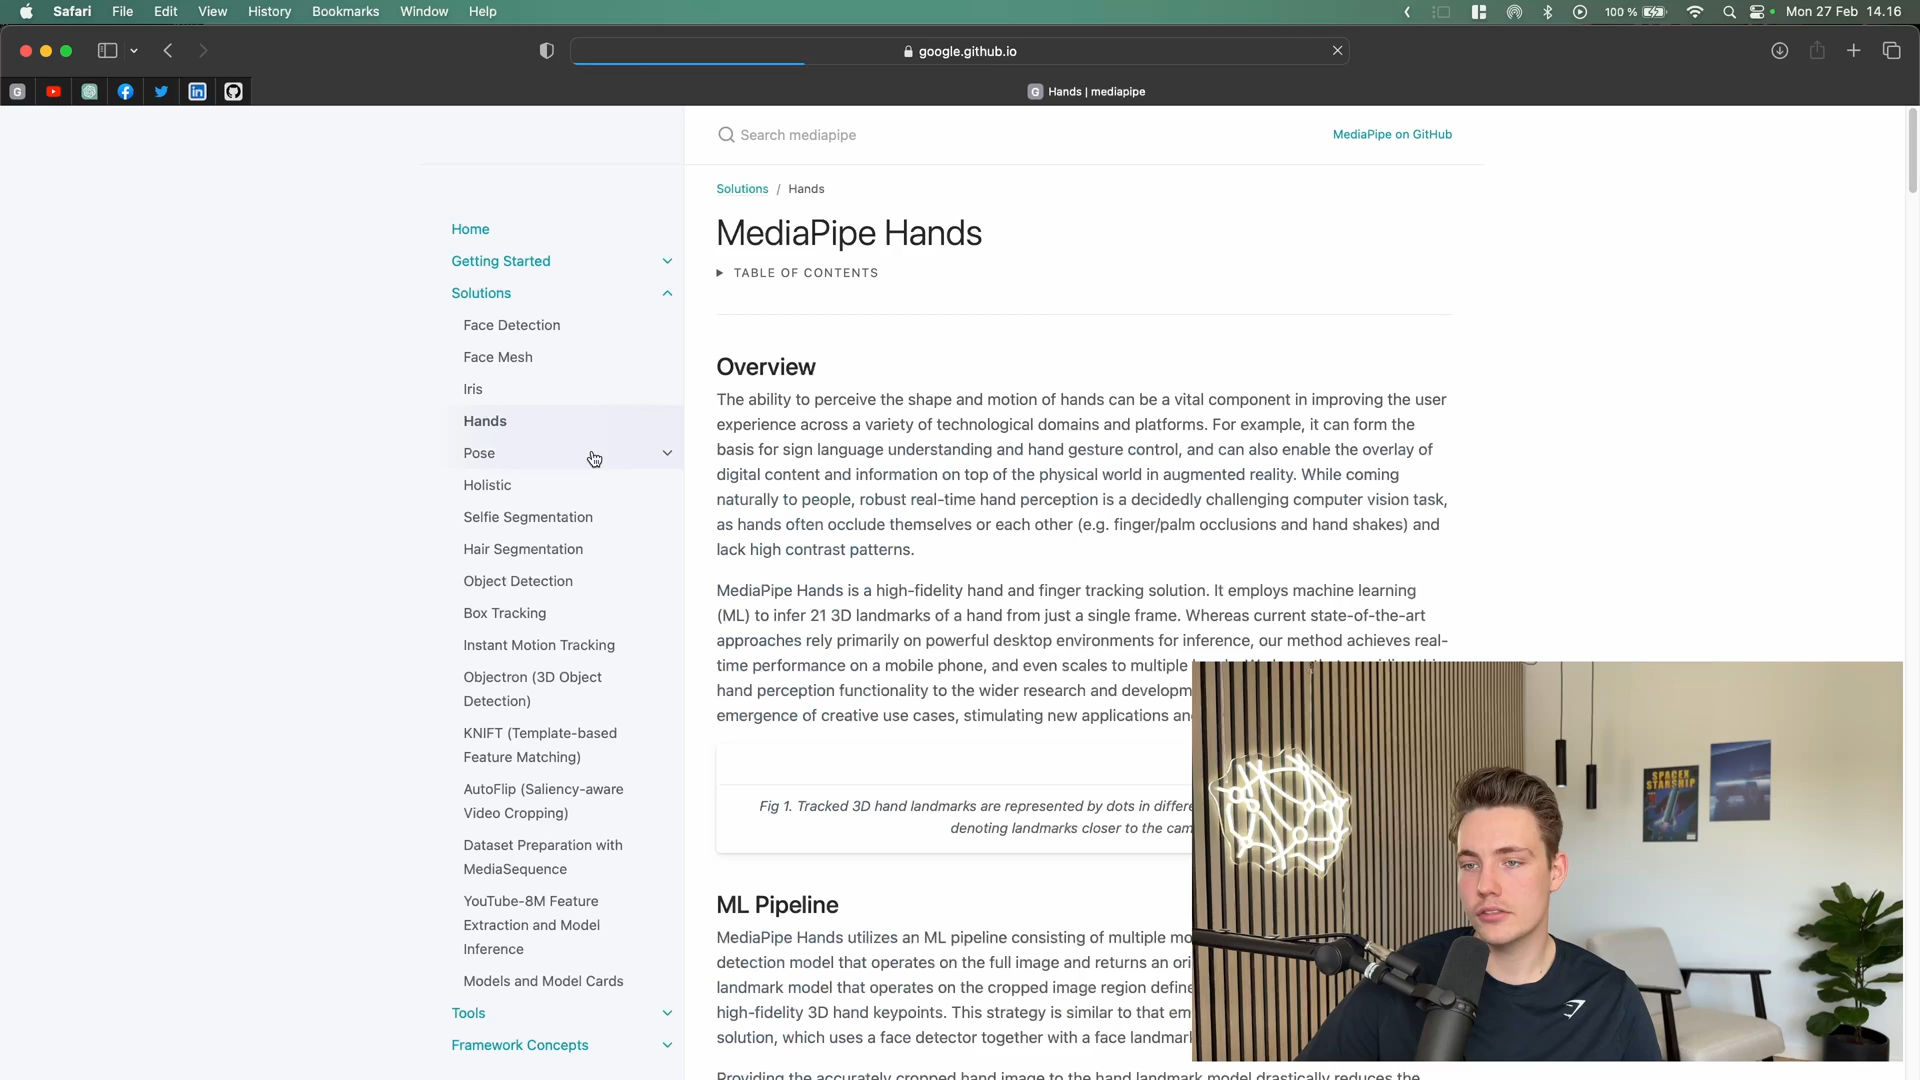 Safari File Edit View History Bookmarks Window Help
100 % Mon 27 Feb 14.16
google.github.io
G
Hands | mediapipe
Search mediapipe
MediaPipe on GitHub
Home
Getting Started
Solutions
Face Detection
Face Mesh
Iris
Hands
Pose
Holistic
Selfie Segmentation
Hair Segmentation
Object Detection
Box Tracking
Instant Motion Tracking
Objectron (3D Object
Detection)
KNIFT (Template-based
Feature Matching)
AutoFlip (Saliency-aware
Video Cropping)
Dataset Preparation with
MediaSequence
YouTube-8M Feature
Extraction and Model
Inference
Models and Model Cards
Tools
Framework Concepts
Solutions / Hands
MediaPipe Hands
TABLE OF CONTENTS
Overview
The ability to perceive the shape and motion of hands can be a vital component in improving the user
experience across a variety of technological domains and platforms. For example, it can form the
basis for sign language understanding and hand gesture control, and can also enable the overlay of
digital content and information on top of the physical world in augmented reality. While coming
naturally to people, robust real-time hand perception is a decidedly challenging computer vision task,
as hands often occlude themselves or each other (e.g. finger/palm occlusions and hand shakes) and
lack high contrast patterns.
MediaPipe Hands is a high-fidelity hand and finger tracking solution. It employs machine learning
(ML) to infer 21 3D landmarks of a hand from just a single frame. Whereas current state-of-the-art
approaches rely primarily on powerful desktop environments for inference, our method achieves real-
time performance on a mobile phone, and even scales to multiple
hand perception functionality to the wider research and developm
emergence of creative use cases, stimulating new applications an
Fig 1. Tracked 3D hand landmarks are represented by dots in differe
denoting landmarks closer to the cam
ML Pipeline
MediaPipe Hands utilizes an ML pipeline consisting of multiple mo
detection model that operates on the full image and returns an ori
landmark model that operates on the cropped image region define
high-fidelity 3D hand keypoints. This strategy is similar to that em
solution, which uses a face detector together with a face landmar
Providing the accurately cropped hand image to the hand landmark model drastically reduces the
SPACEX
STARSHIP